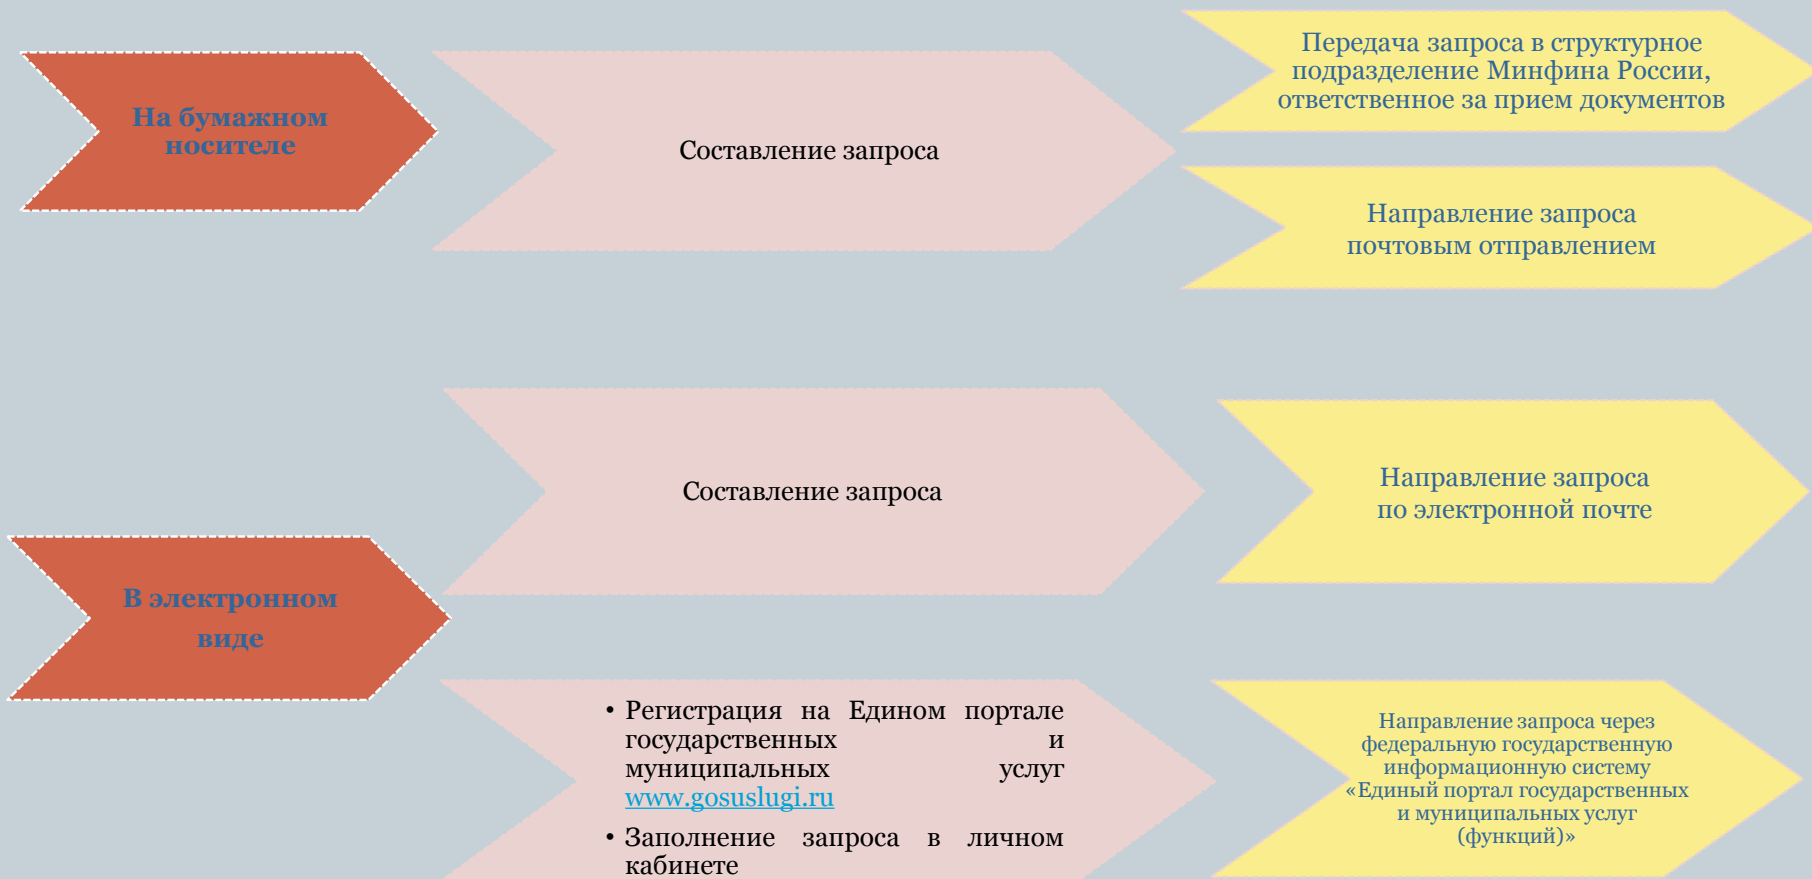 На бумажном
носителе
Составление запроса
Передача запроса в структурное
подразделение Минфина России,
ответственное за прием документов
Направление запроса
почтовым отправлением
В электронном
виде
Составление запроса
Направление запроса
по электронной почте
• Регистрация на Едином портале
государственных и
муниципальных услуг
www.gosuslugi.ru
• Заполнение запроса в личном
кабинете
Направление запроса через
федеральную государственную
информационную систему
«Единый портал государственных
и муниципальных услуг
(функций)»